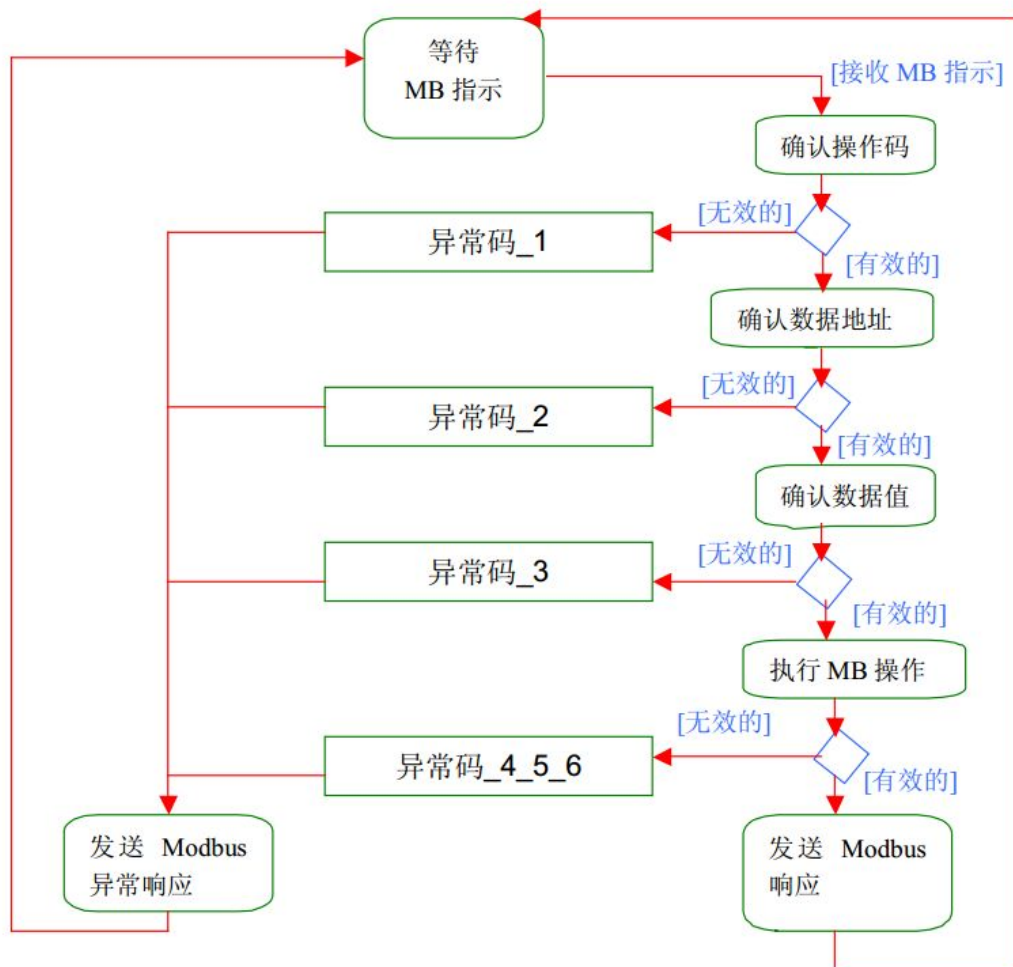 等待
MB 指示
[接收 MB 指示]
确认操作码
[无效的]
异常码_1
[有效的]
确认数据地址
[无效的]
异常码_2
[有效的]
确认数据值
[无效的]
异常码_3
[有效的]
执行 MB 操作
[无效的]
异常码_4_5_6
[有效的]
发送 Modbus
异常响应
发送 Modbus
响应